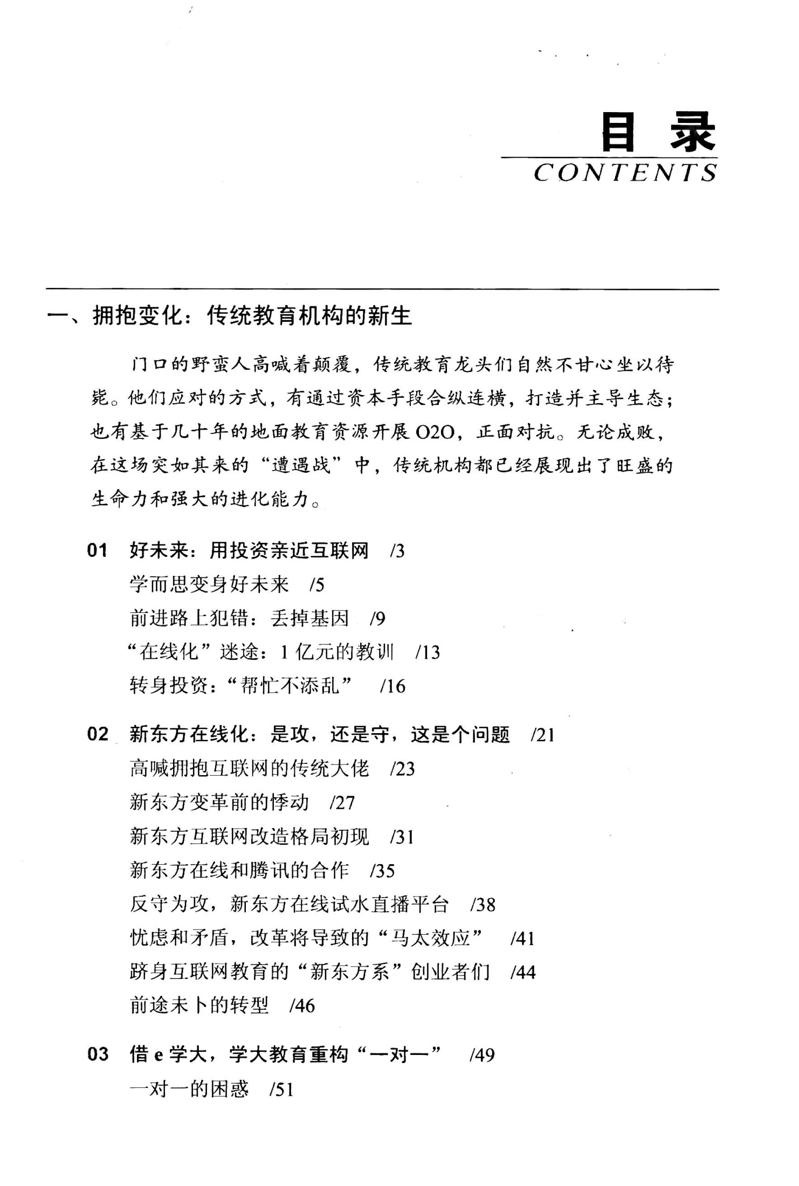 目 录
CONTENTS
一、拥抱变化：传统教育机构的新生
门口的野蛮人高喊着颠覆，传统教育龙头们自然不甘心坐以待
毙。他们应对的方式，有通过资本手段合纵连横，打造并主导生态；
也有基于几十年的地面教育资源开展 O2O，正面对抗。无论成败，
在这场突如其来的“遭遇战”中，传统机构都已经展现出了旺盛的
生命力和强大的进化能力。
01 好未来：用投资亲近互联网 /3
学而思变身好未来 /5
前进路上犯错：丢掉基因 /9
“在线化”迷途：1 亿元的教训 /13
转身投资：“帮忙不添乱” /16
02 新东方在线化：是攻，还是守，这是个问题 /21
高喊拥抱互联网的传统大佬 /23
新东方变革前的悸动 /27
新东方互联网改造格局初现 /31
新东方在线和腾讯的合作 /35
反守为攻，新东方在线试水直播平台 /38
忧虑和矛盾，改革将导致的“马太效应” /41
跻身互联网教育的“新东方系”创业者们 /44
前途未卜的转型 /46
03 借 e 学大，学大教育重构“一对一” /49
一对一的困惑 /51